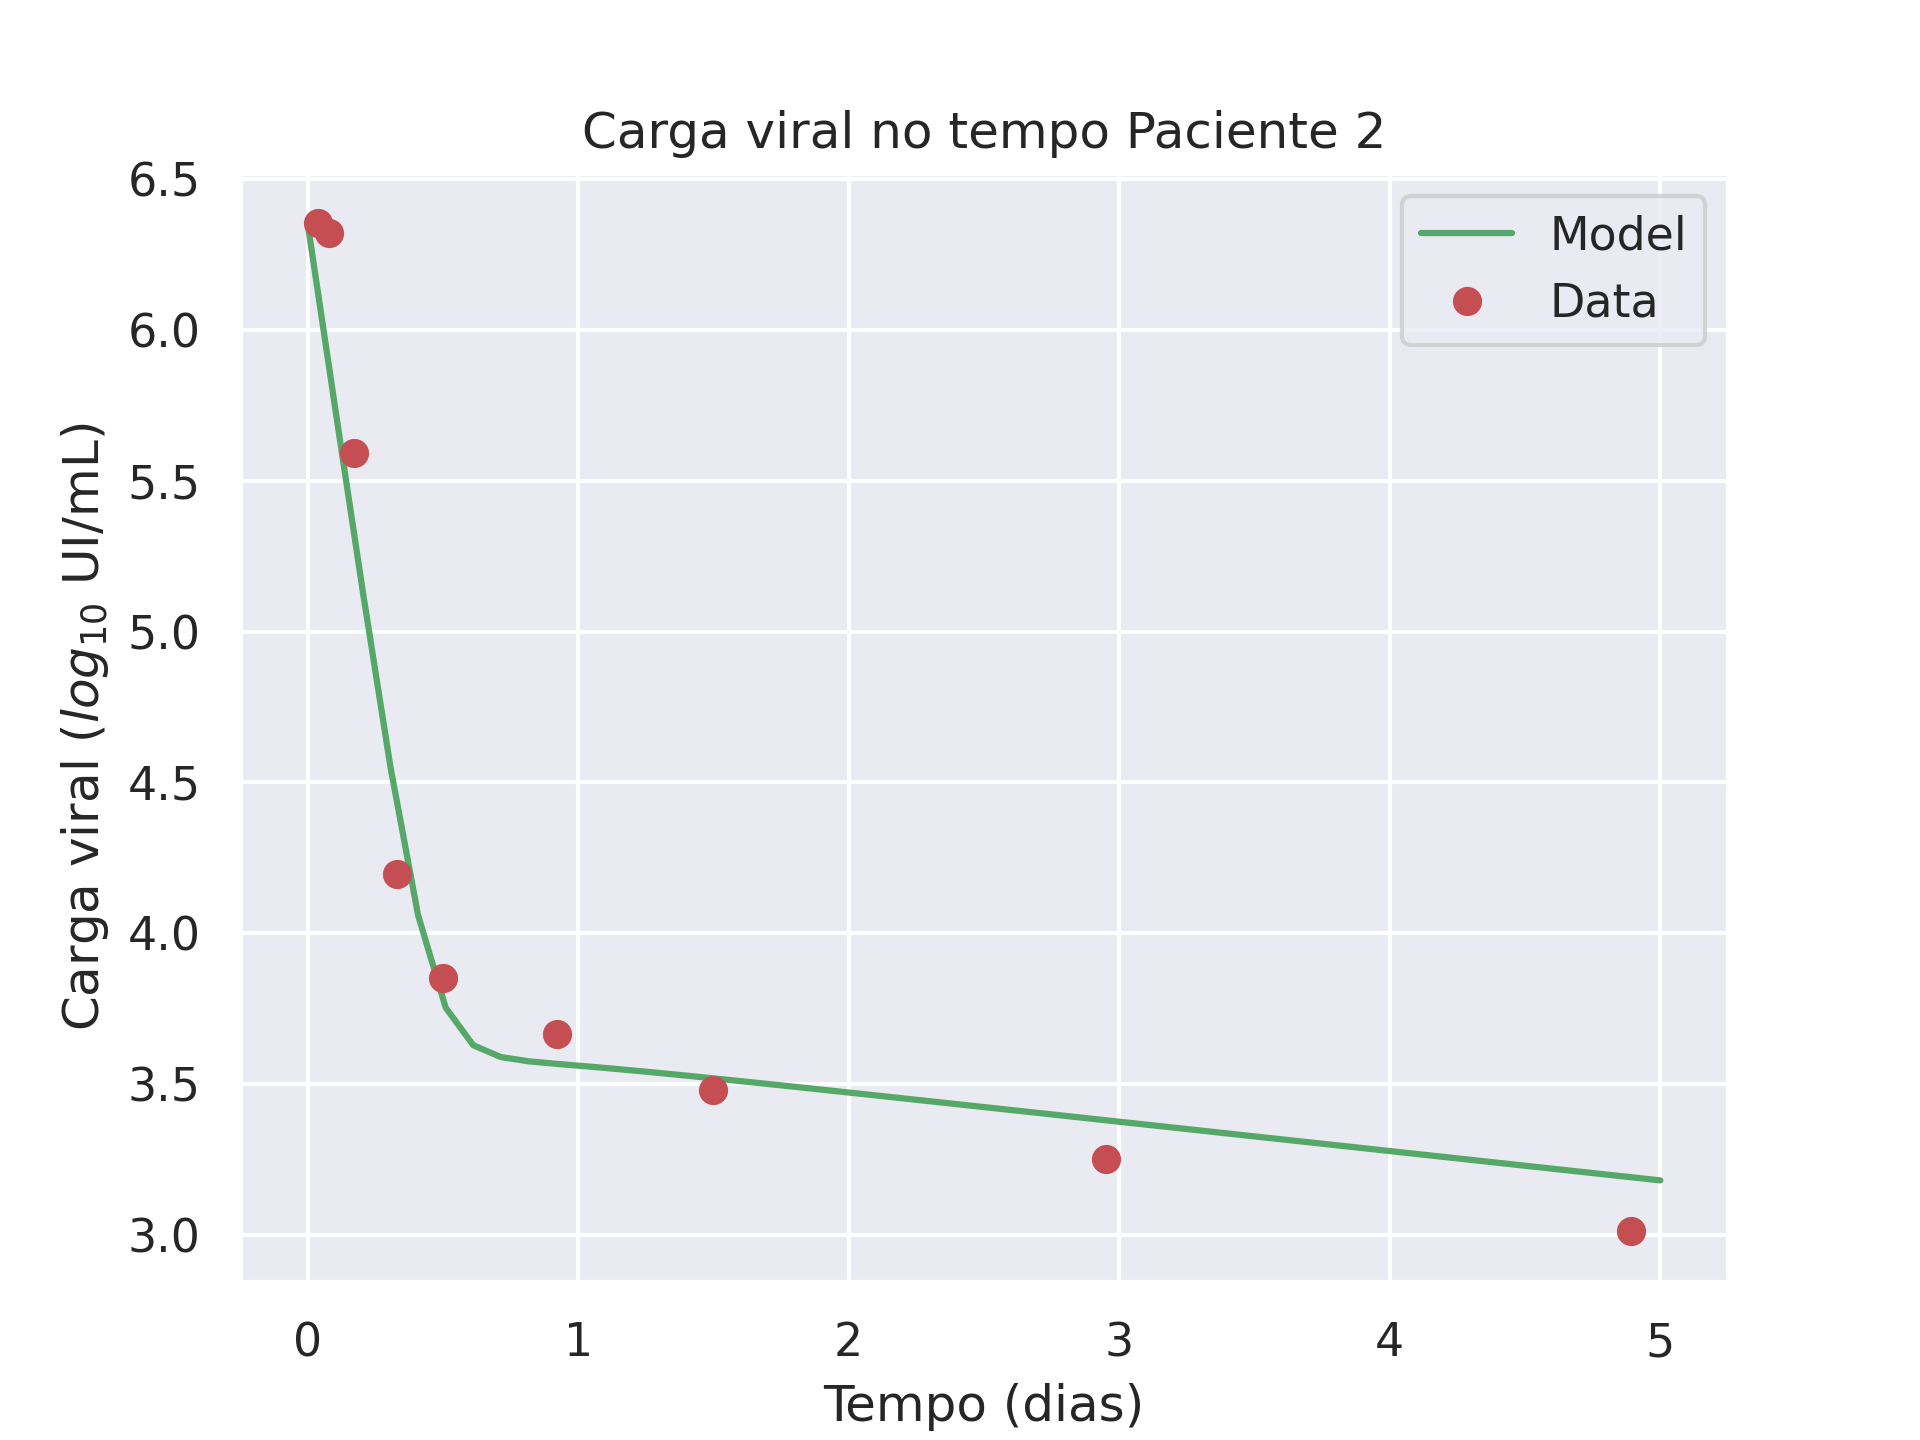 Carga viral no tempo Paciente 2
Carga viral (log₁₀ UI/mL)
6.5
6.0
5.5
5.0
4.5
4.0
3.5
3.0
Model
Data
0 1 2 3 4 5
Tempo (dias)